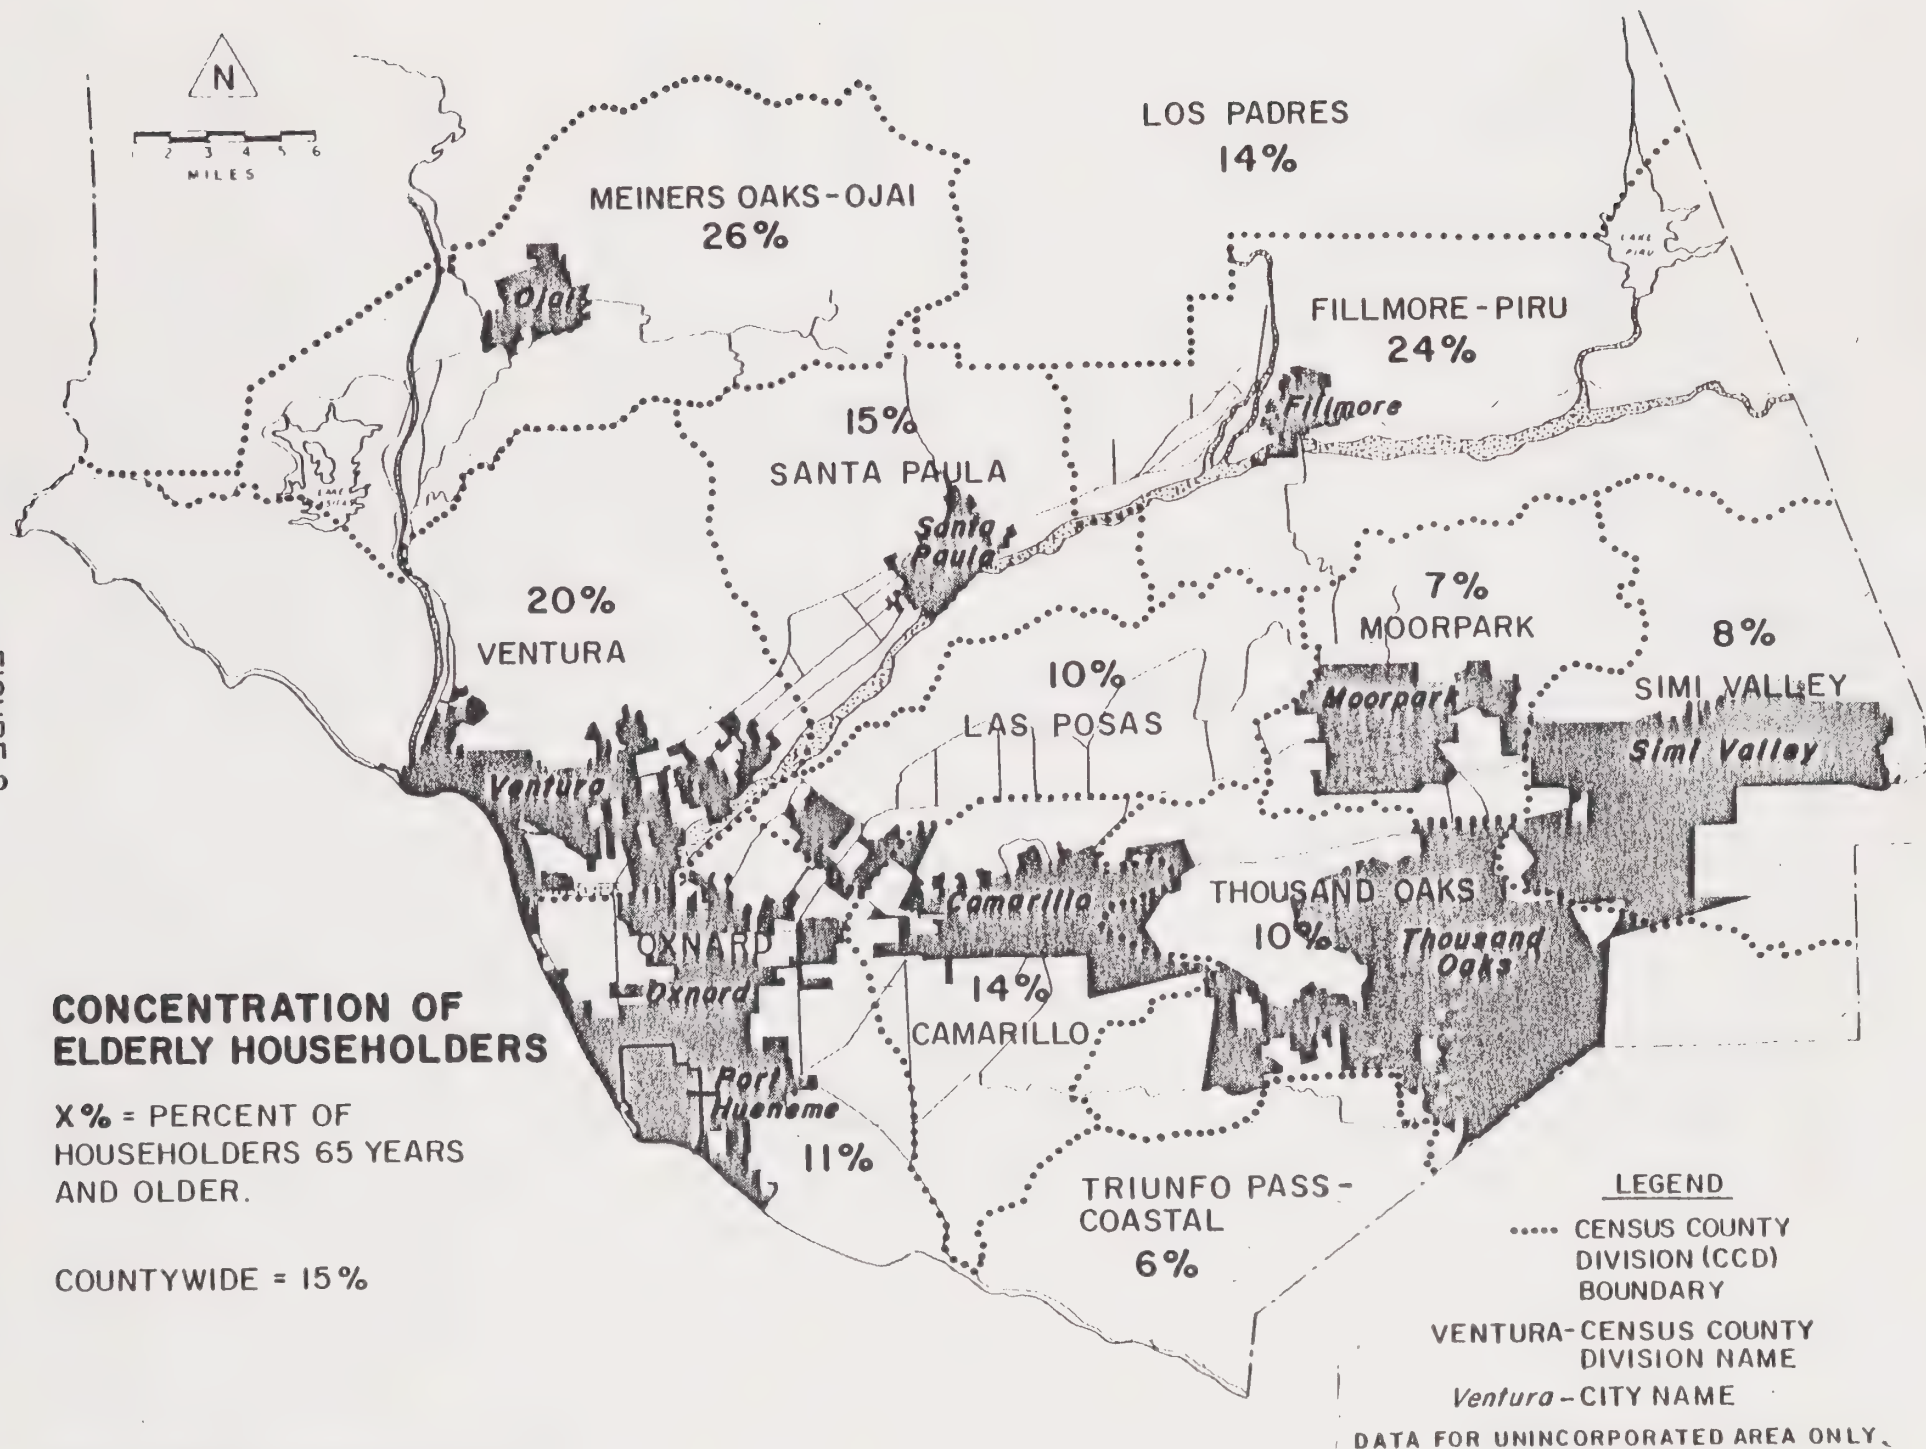 N
2 3 4 5 6
MILES
LOS PADRES
14%
MEINERS OAKS-OJAI
26%
Ojai
LAKE
PIRU
FILLMORE-PIRU
24%
Fillmore
15%
SANTA PAULA
Santa
Paula
LAKE
20%
VENTURA
7%
MOORPARK
8%
SIMI VALLEY
10%
LAS POSAS
Moorpark
Simi Valley
Ventura
Camarillo
THOUSAND OAKS
10%
Thousand
Oaks
OXNARD
Oxnard
14%
CAMARILLO
Port
Hueneme
11%
TRIUNFO PASS-
COASTAL
6%
CONCENTRATION OF
ELDERLY HOUSEHOLDERS
X% = PERCENT OF
HOUSEHOLDERS 65 YEARS
AND OLDER.
COUNTYWIDE = 15%
LEGEND
CENSUS COUNTY
DIVISION (CCD)
BOUNDARY
VENTURA-CENSUS COUNTY
DIVISION NAME
Ventura-CITY NAME
DATA FOR UNINCORPORATED AREA ONLY.